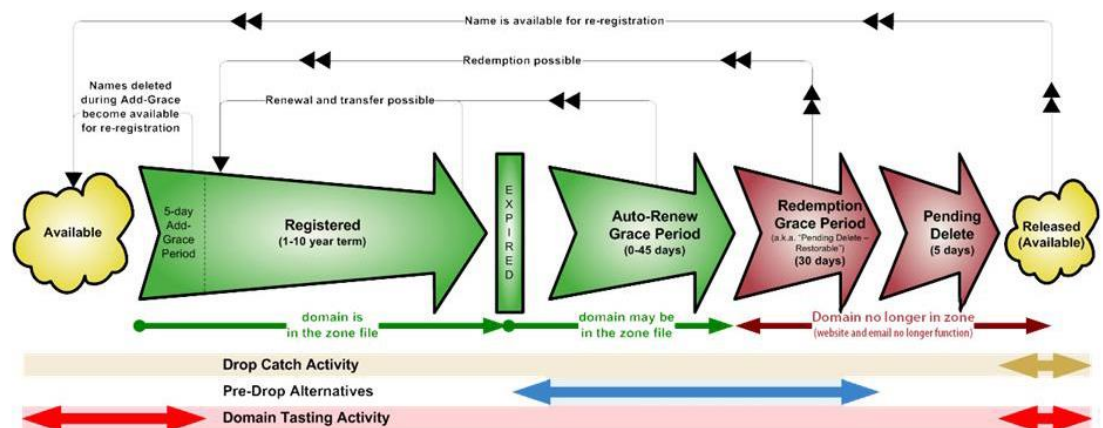 Name is available for re-registration
Redemption possible
Names deleted
during Add-Grace
become available
for re-registration
Renewal and transfer possible
Available
5-day
Add-
Grace
Period
Registered
(1-10 year term)
EXPIRED
Auto-Renew
Grace Period
(0-45 days)
Redemption
Grace Period
(a.k.a. "Pending Delete –
Restorable")
(30 days)
Pending
Delete
(5 days)
Released
(Available)
domain is
in the zone file
domain may be
in the zone file
Domain no longer in zone
(website and email no longer function)
Drop Catch Activity
Pre-Drop Alternatives
Domain Tasting Activity